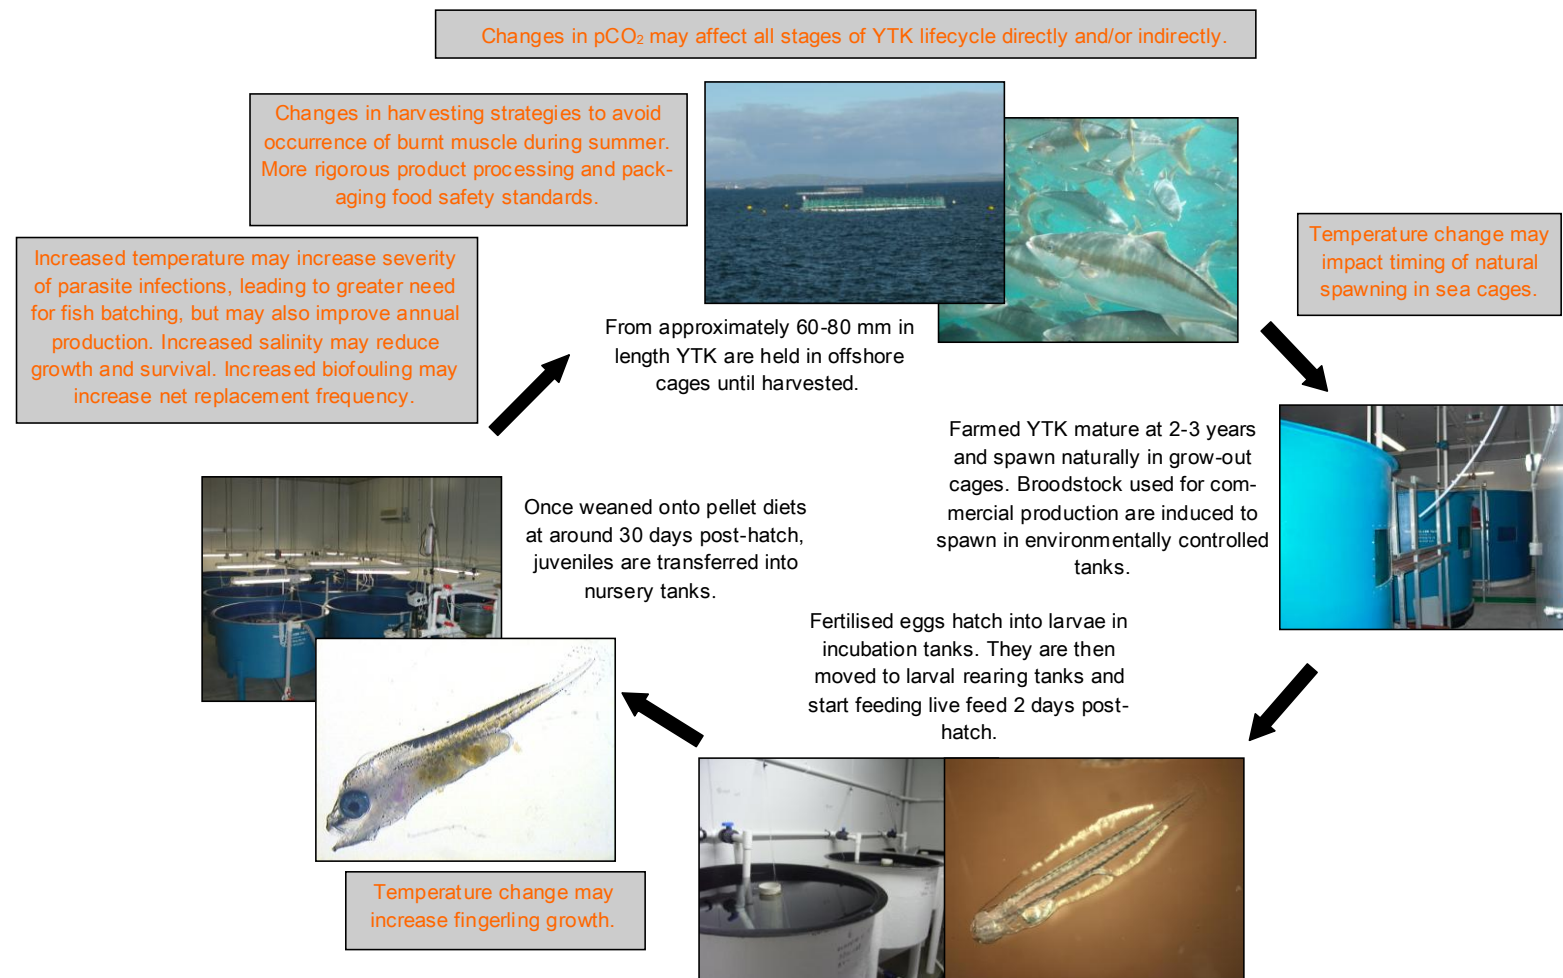 Changes in pCO₂ may affect all stages of YTK lifecycle directly and/or indirectly.
Changes in harvesting strategies to avoid
occurrence of burnt muscle during summer.
More rigorous product processing and pack-
aging food safety standards.
Increased temperature may increase severity
of parasite infections, leading to greater need
for fish batching, but may also improve annual
production. Increased salinity may reduce
growth and survival. Increased biofouling may
increase net replacement frequency.
Temperature change may
impact timing of natural
spawning in sea cages.
From approximately 60-80 mm in
length YTK are held in offshore
cages until harvested.
Farmed YTK mature at 2-3 years
and spawn naturally in grow-out
cages. Broodstock used for com-
mercial production are induced to
spawn in environmentally controlled
tanks.
Once weaned onto pellet diets
at around 30 days post-hatch,
juveniles are transferred into
nursery tanks.
Fertilised eggs hatch into larvae in
incubation tanks. They are then
moved to larval rearing tanks and
start feeding live feed 2 days post-
hatch.
Temperature change may
increase fingerling growth.